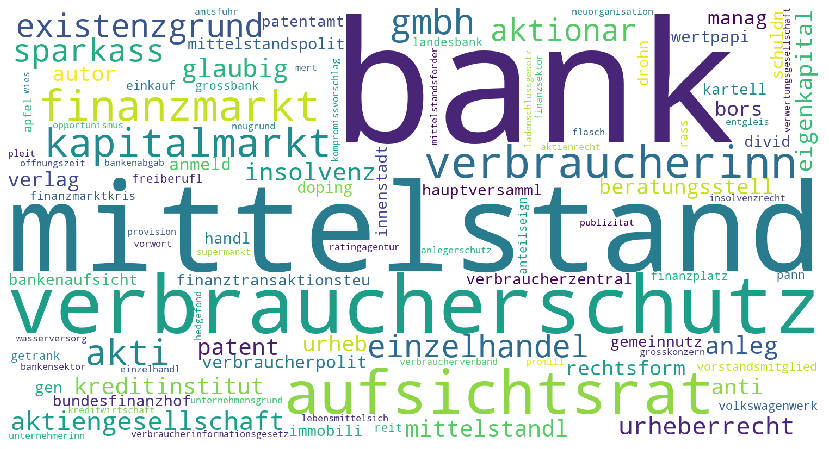 amtsfuhr
neuorganisation
existenzgrund
patentamt
gmbh
bank
aktionar
manag
verwertungsgesellschaft
sparkass
mittelstandspolit
landesbank
wertpapi
schuldn
autor
glaubig
kompromissvorschlag
mittelstandsforder
ladenschlussgesetz
finanzsektor
drohn
eigenkapital
apfel
wies
einkauf
mert
grossbank
kartell
finanzmarkt
bors
opportunismus
neugrund
flasch
rass
entgleis
kapitalmarkt
aktienrecht
divid
pleit
offnungszeit
bankenabgab
anmeld
insolvenz
innenstadt
verbraucherinn
verlag
freiberufl
doping
hauptversamml
beratungsstell
finanzmarktkris
insolvenzrecht
mittelstand
provision
vorwort
handl
supermarkt
ratingagentur
anlegerschutz
anteilseign
publizitat
bankenaufsicht
finanztransaktionsteu
verbraucherzentral
finanzplatz
pann
verbraucherschutz
hedgefond
wasserversorg
getrank
akti
patent
urheb
einzelhandel
gemeinnutz
grosskonzern
anleg
bankensektor
einzelhandl
verbraucherpolit
verbraucherverband
profill
rechtsform
vorstandsmitglied
gen
kreditinstitut
aufsichtsrat
anti
bundesfinanzhof
unternehmensgrund
volkswagenwerk
kreditwirtschaft
aktiengesellschaft
lebensmittelsich
unternehmerinn
verbraucherinformationsgesetz
immobili
reit
mittelstandl
urheberrecht